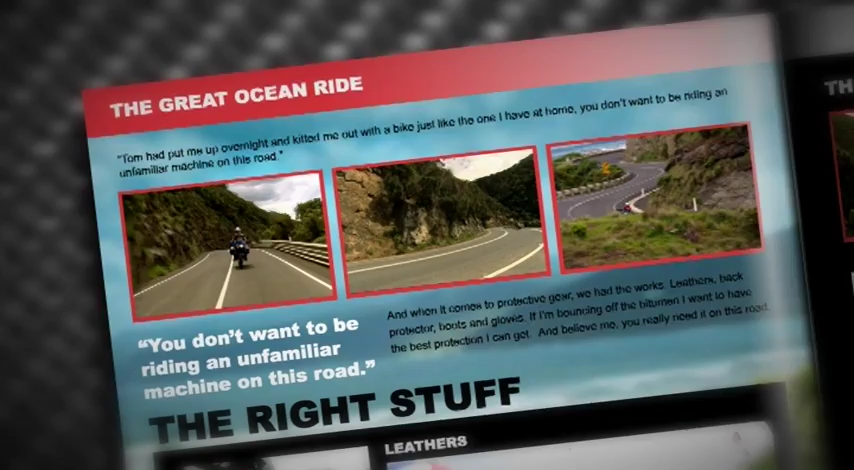 THE GREAT OCEAN RIDE
"Tom had put me up overnight and kitted me out with a bike just like the one I have at home, you don't want to be riding an
unfamiliar machine on this road."
And when it comes to protective gear, we had the works. Leathers, back
protector, boots and gloves. If I'm bouncing off the bitumen I want to have
the best protection I can get. And believe me, you really need it on this road.
"You don't want to be
riding an unfamiliar
machine on this road."
THE RIGHT STUFF
LEATHERS
TH